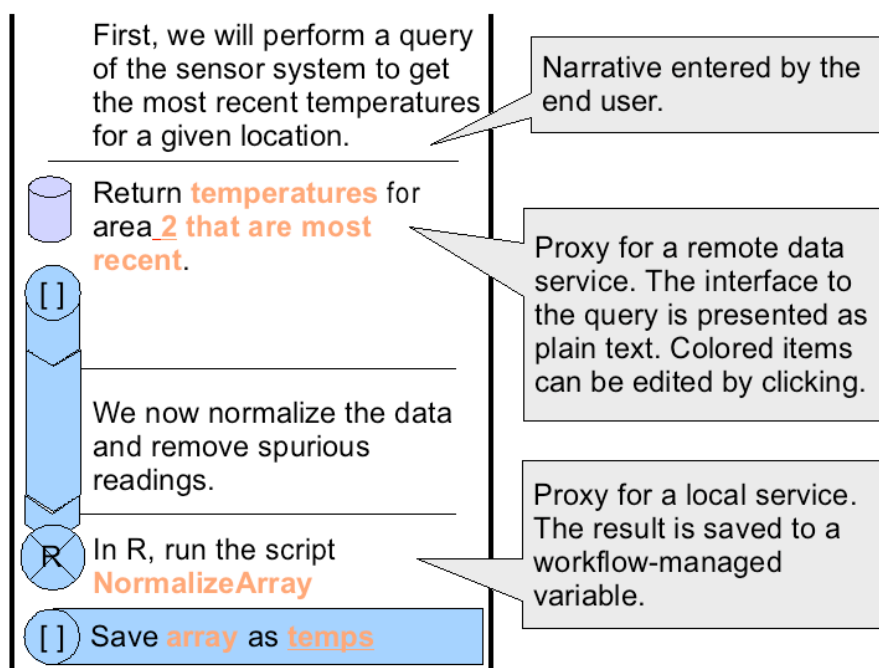 First, we will perform a query
of the sensor system to get
the most recent temperatures
for a given location.
Narrative entered by the
end user.
Return temperatures for
area 2 that are most
recent.
Proxy for a remote data
service. The interface to
the query is presented as
plain text. Colored items
can be edited by clicking.
[ ]
We now normalize the data
and remove spurious
readings.
Proxy for a local service.
The result is saved to a
workflow-managed
variable.
R
In R, run the script
NormalizeArray
[ ]
Save array as temps